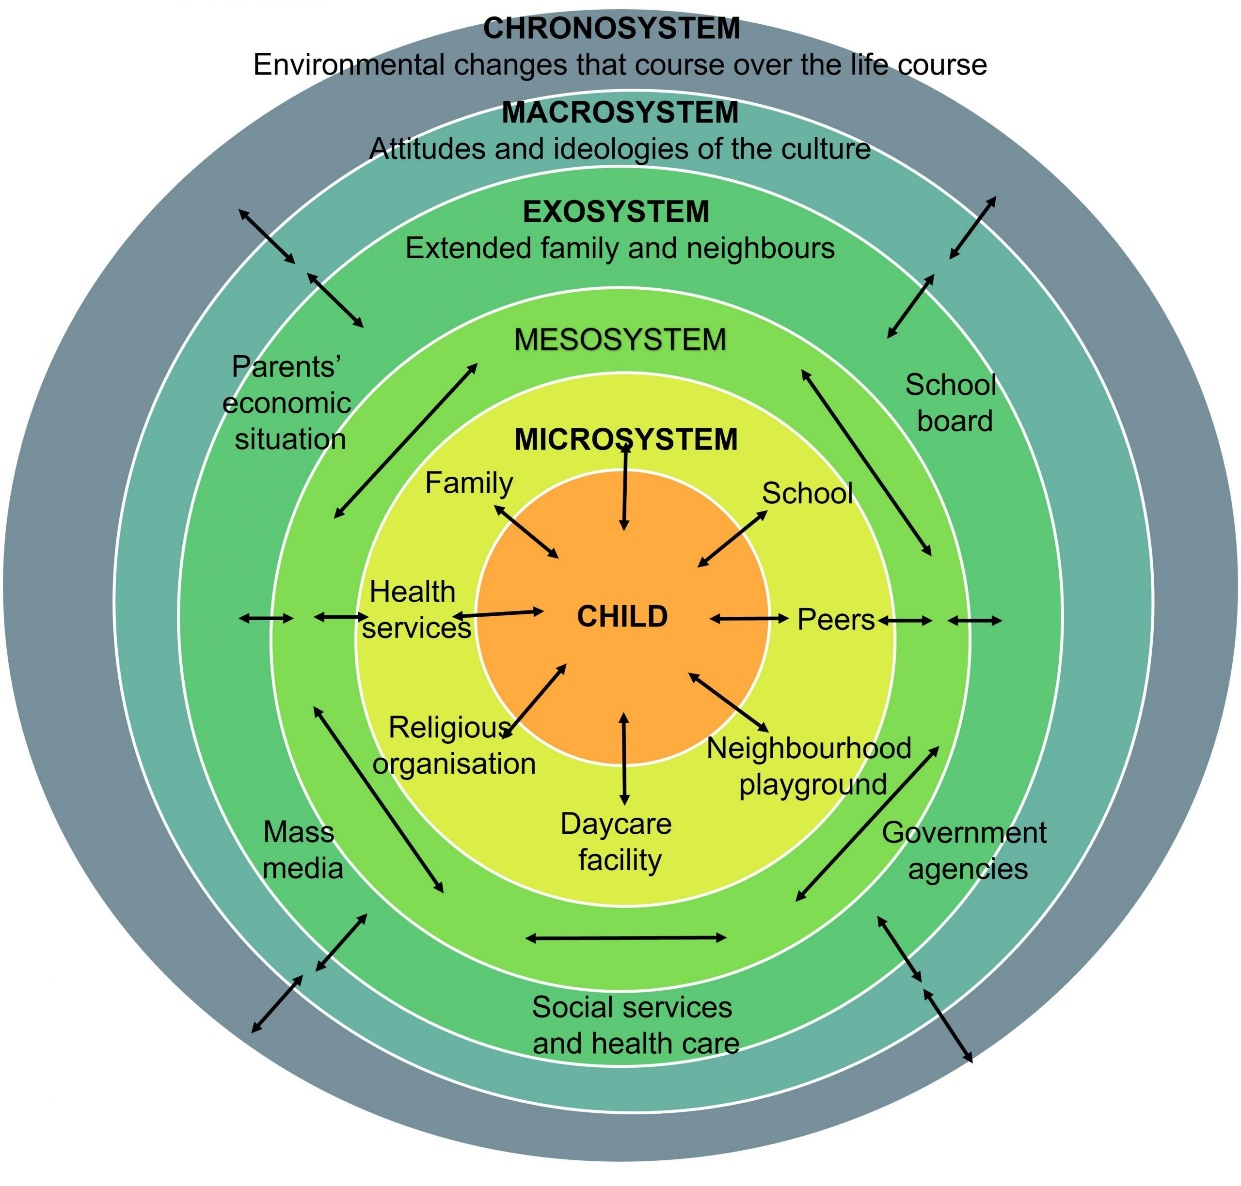 CHRONOSYSTEM
Environmental changes that course over the life course
MACROSYSTEM
Attitudes and ideologies of the culture
EXOSYSTEM
Extended family and neighbours
MESOSYSTEM
Parents’
economic
situation
School
board
MICROSYSTEM
Family
School
Health
services
CHILD
Peers
Religious
organisation
Neighbourhood
playground
Daycare
facility
Mass
media
Government
agencies
Social services
and health care